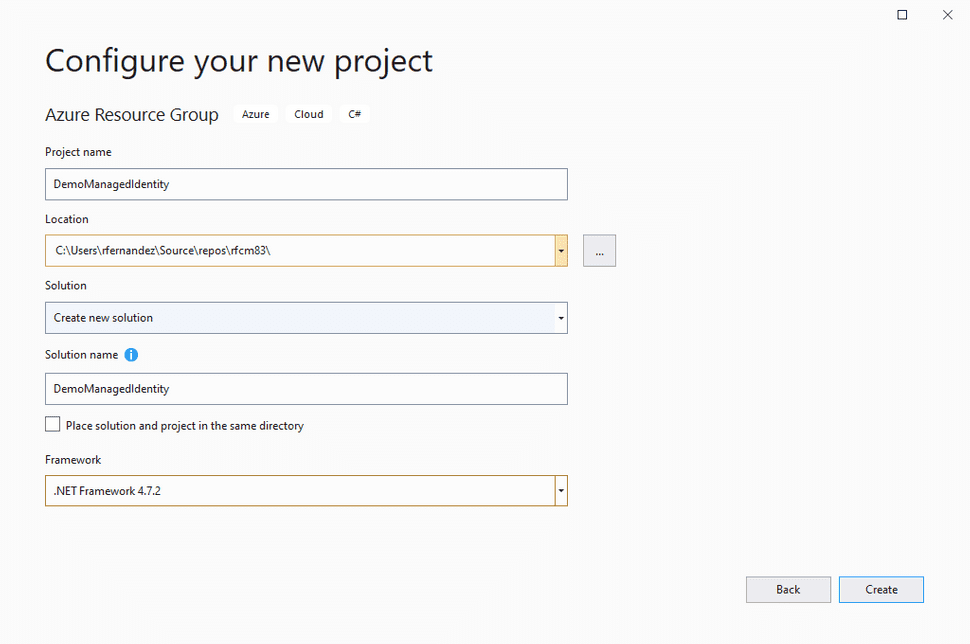 Configure your new project
Azure Resource Group Azure Cloud C#
Project name
DemoManagedIdentity
Location
C:\Users\rfernandez\Source\repos\rfcm83\
...
Solution
Create new solution
Solution name
DemoManagedIdentity
Place solution and project in the same directory
Framework
.NET Framework 4.7.2
Back Create